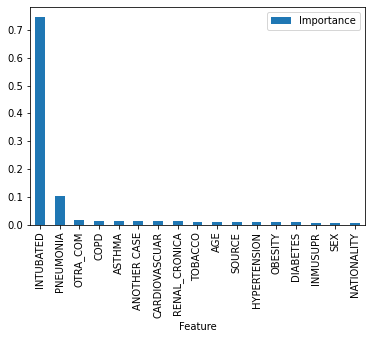 Importance
0.7
0.6
0.5
0.4
0.3
0.2
0.1
0.0
INTUBATED
PNEUMONIA
OTRA_COM
COPD
ASTHMA
ANOTHER CASE
CARDIOVASCUAR
RENAL_CRONICA
TOBACCO
AGE
SOURCE
HYPERTENSION
OBESITY
DIABETES
INMUSUPR
SEX
NATIONALITY
Feature